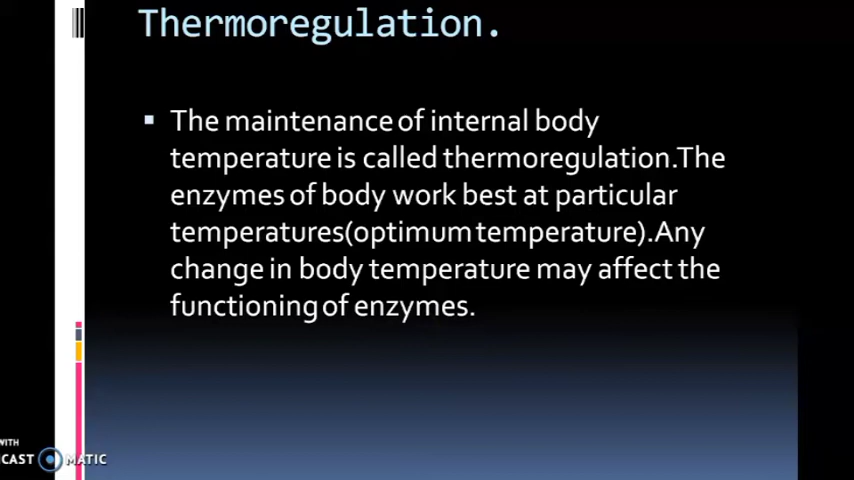 Thermoregulation.
The maintenance of internal body
temperature is called thermoregulation.The
enzymes of body work best at particular
temperatures(optimum temperature).Any
change in body temperature may affect the
functioning of enzymes.
WITH
CAST MATIC